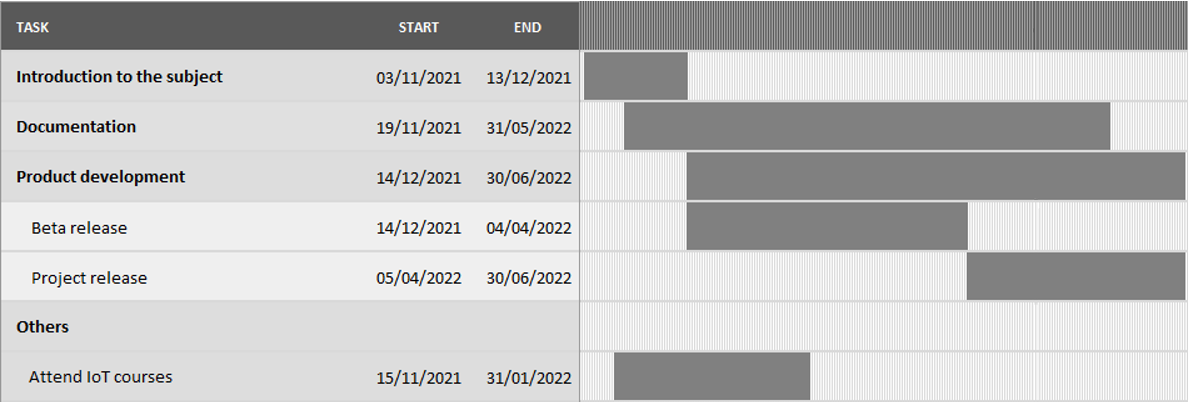 TASK START END
Introduction to the subject 03/11/2021 13/12/2021
Documentation 19/11/2021 31/05/2022
Product development 14/12/2021 30/06/2022
Beta release 14/12/2021 04/04/2022
Project release 05/04/2022 30/06/2022
Others
Attend IoT courses 15/11/2021 31/01/2022